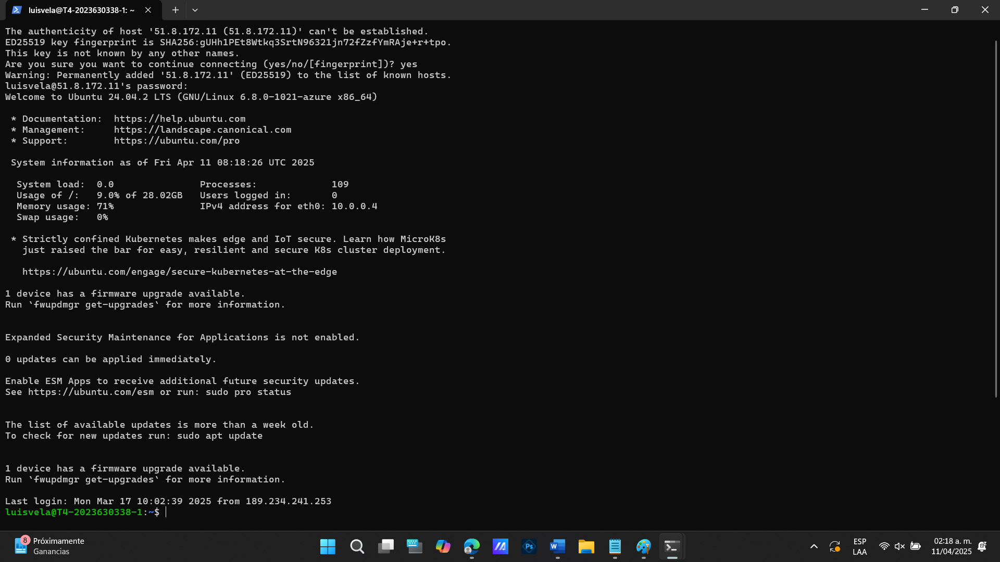 luisvela@T4-2023630338-1: ~
The authenticity of host '51.8.172.11 (51.8.172.11)' can't be established.
ED25519 key fingerprint is SHA256:gUHh1PEt8Wtkq3SrtN96321jn72fZzfYmRAje+r+tpo.
This key is not known by any other names.
Are you sure you want to continue connecting (yes/no/[fingerprint])? yes
Warning: Permanently added '51.8.172.11' (ED25519) to the list of known hosts.
luisvela@51.8.172.11's password:
Welcome to Ubuntu 24.04.2 LTS (GNU/Linux 6.8.0-1021-azure x86_64)
* Documentation:  https://help.ubuntu.com
* Management:     https://landscape.canonical.com
* Support:        https://ubuntu.com/pro
System information as of Fri Apr 11 08:18:26 UTC 2025
System load:  0.0               Processes:             109
Usage of /:   9.0% of 28.02GB   Users logged in:       0
Memory usage: 71%               IPv4 address for eth0: 10.0.0.4
Swap usage:   0%
* Strictly confined Kubernetes makes edge and IoT secure. Learn how MicroK8s
just raised the bar for easy, resilient and secure K8s cluster deployment.
https://ubuntu.com/engage/secure-kubernetes-at-the-edge
1 device has a firmware upgrade available.
Run `fwupdmgr get-upgrades` for more information.
Expanded Security Maintenance for Applications is not enabled.
0 updates can be applied immediately.
Enable ESM Apps to receive additional future security updates.
See https://ubuntu.com/esm or run: sudo pro status
The list of available updates is more than a week old.
To check for new updates run: sudo apt update
1 device has a firmware upgrade available.
Run `fwupdmgr get-upgrades` for more information.
Last login: Mon Mar 17 10:02:39 2025 from 189.234.241.253
luisvela@T4-2023630338-1:~$
8
Próximamente
Ganancias
Ps
W
ESP
LAA
02:18 a. m.
11/04/2025